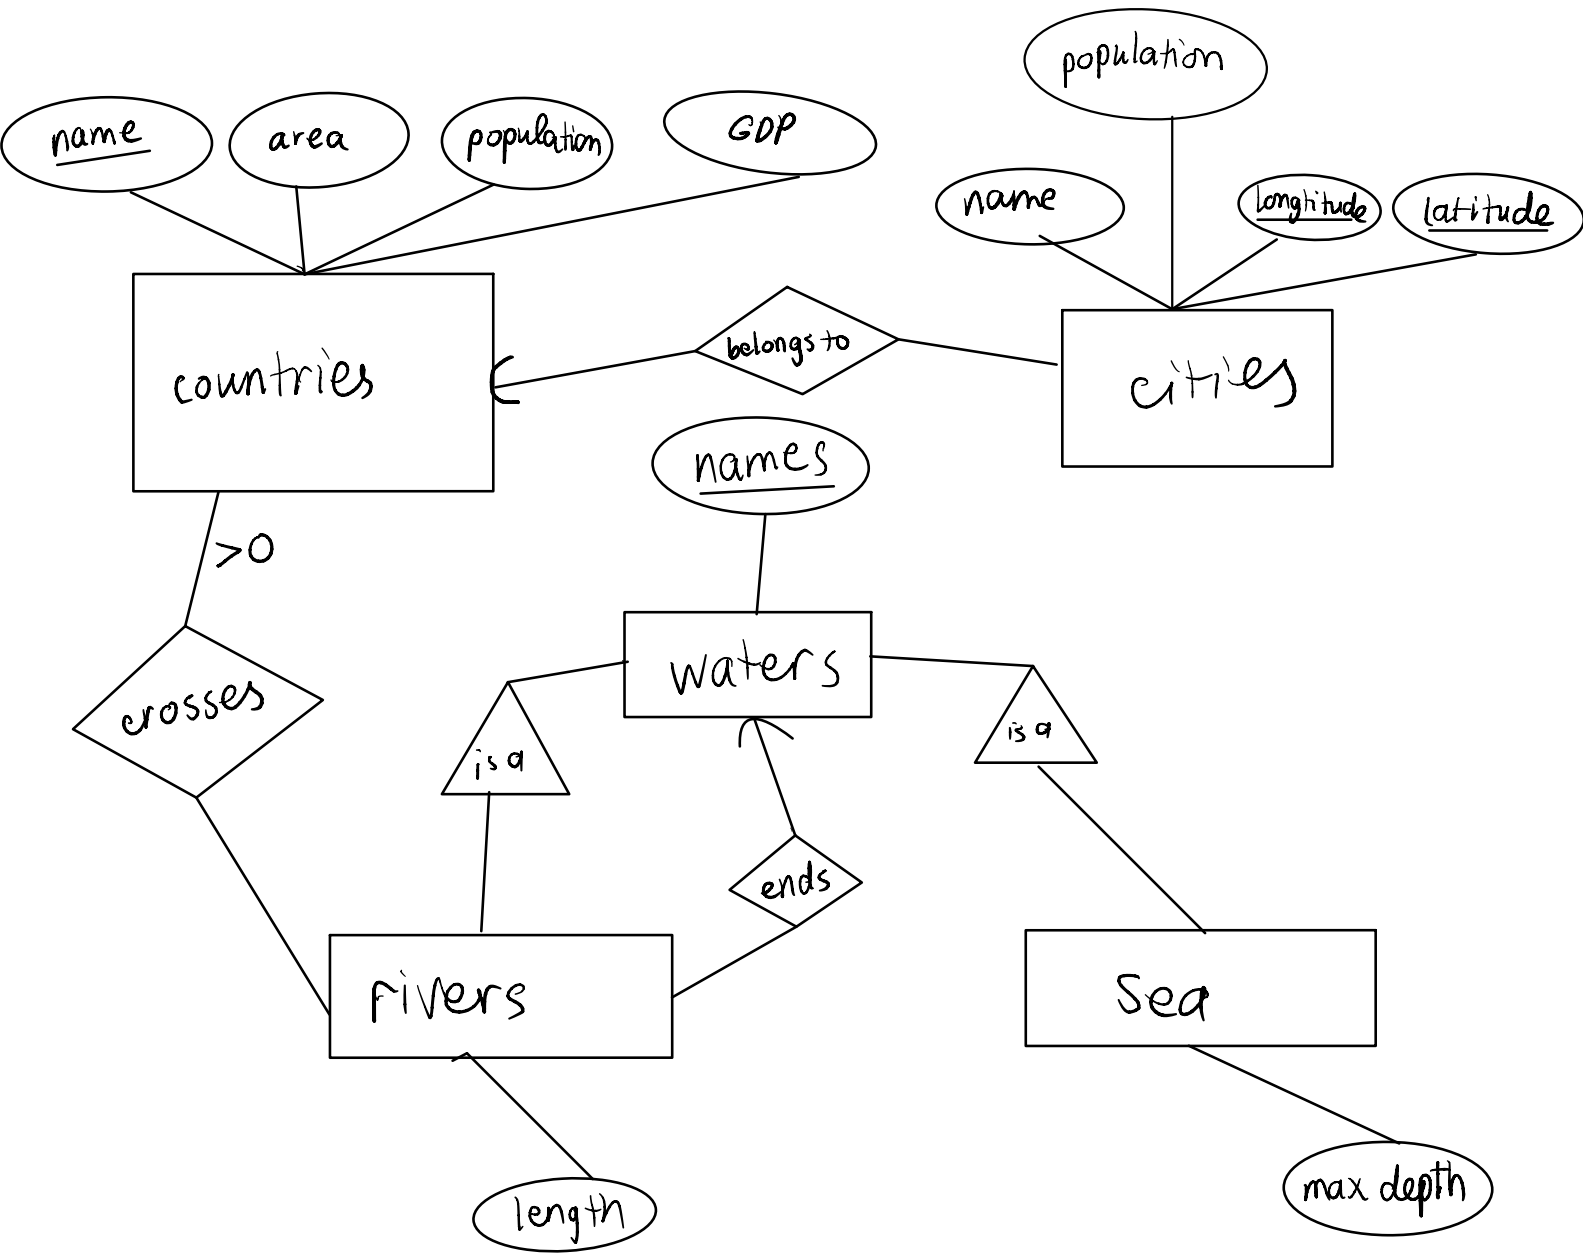 population
name
area
population
GDP
name
longtitude
latitude
countries
belongs to
cities
names
>0
waters
crosses
is a
is a
ends
rivers
Sea
length
max depth